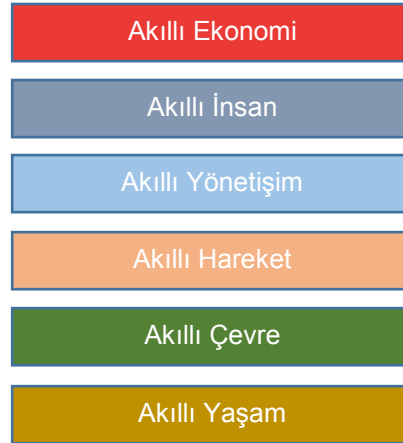 Akıllı Ekonomi
Akıllı İnsan
Akıllı Yönetişim
Akıllı Hareket
Akıllı Çevre
Akıllı Yaşam